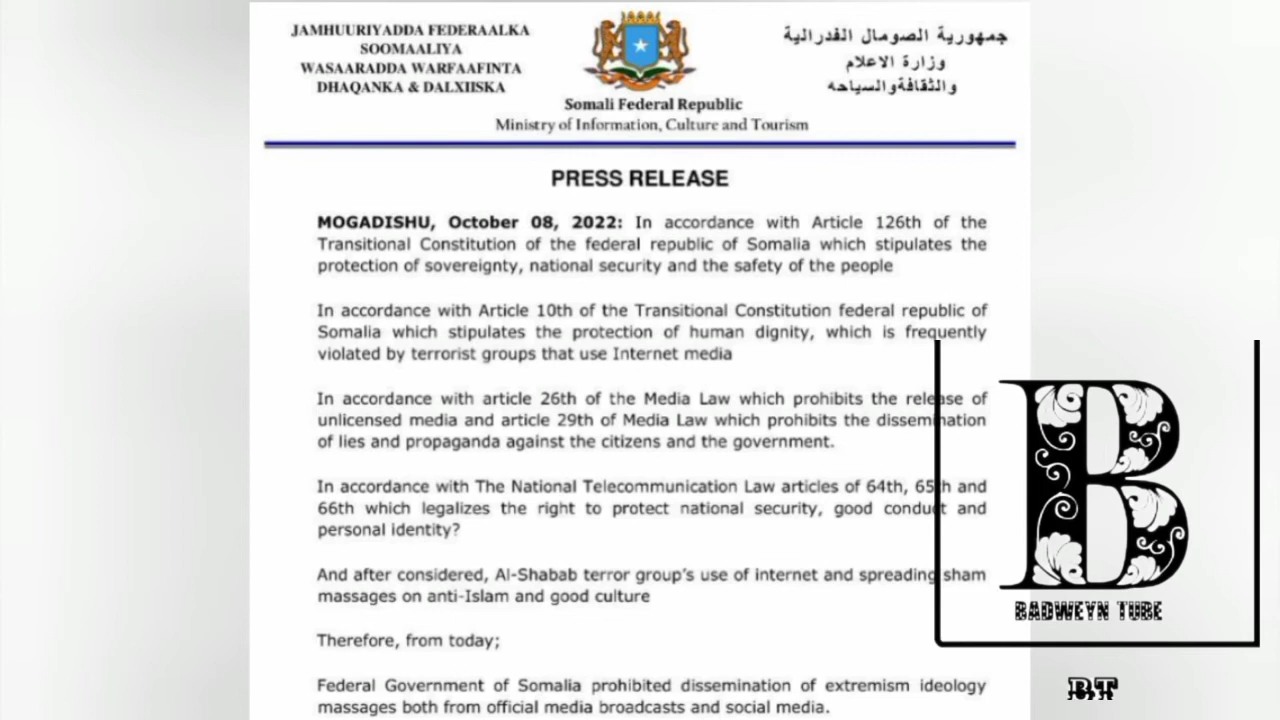 JAMHUURIYADDA FEDERAALKA
SOOMAALIYA
WASAARADDA WARFAAFINTA
DHAQANKA & DALXIISKA
جمهورية الصومال الفدرالية
وزارة الاعلام
والثقافةوالسياحه
Somali Federal Republic
Ministry of Information, Culture and Tourism
PRESS RELEASE
MOGADISHU, October 08, 2022: In accordance with Article 126th of the
Transitional Constitution of the federal republic of Somalia which stipulates the
protection of sovereignty, national security and the safety of the people
In accordance with Article 10th of the Transitional Constitution federal republic of
Somalia which stipulates the protection of human dignity, which is frequently
violated by terrorist groups that use Internet media
In accordance with article 26th of the Media Law which prohibits the release of
unlicensed media and article 29th of Media Law which prohibits the dissemination
of lies and propaganda against the citizens and the government.
In accordance with The National Telecommunication Law articles of 64th, 65th and
66th which legalizes the right to protect national security, good conduct and
personal identity?
And after considered, Al-Shabab terror group's use of internet and spreading sham
massages on anti-Islam and good culture
Therefore, from today;
Federal Government of Somalia prohibited dissemination of extremism ideology
massages both from official media broadcasts and social media.
B
BADWEYN TUBE
BT